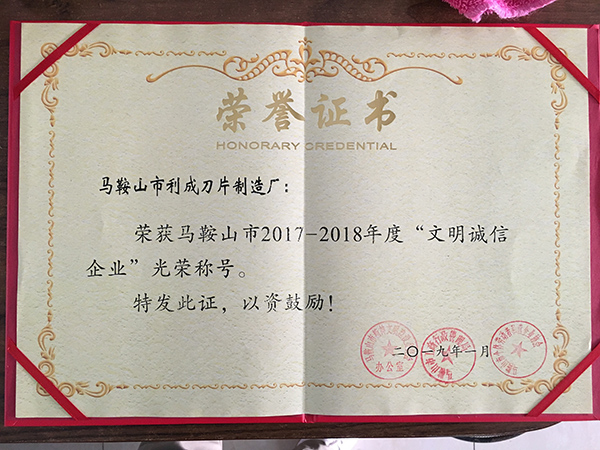 荣誉证书
HONORARY CREDENTIAL
马鞍山市利成刀片制造厂：
荣获马鞍山市2017-2018年度“文明诚信
企业”光荣称号。
特发此证，以资鼓励！
二〇一九年一月
办公室